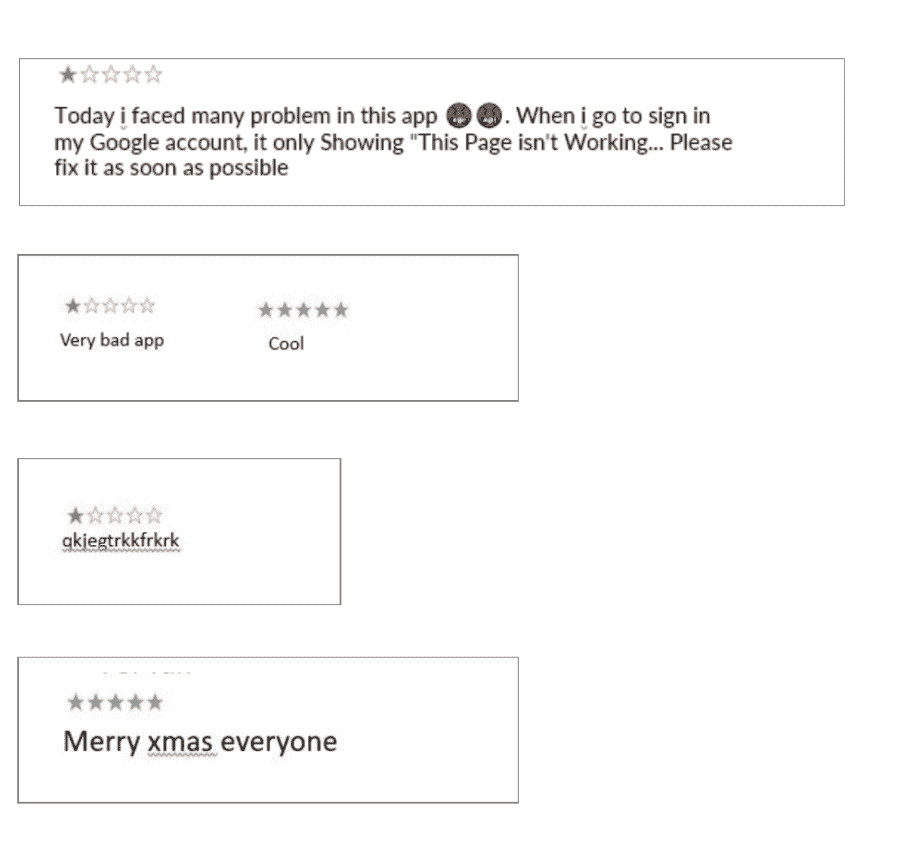 Today i faced many problem in this app 🤬🤬. When i go to sign in
my Google account, it only Showing "This Page isn't Working... Please
fix it as soon as possible
Very bad app
Cool
qkjegtrkkfrkrk
Merry xmas everyone